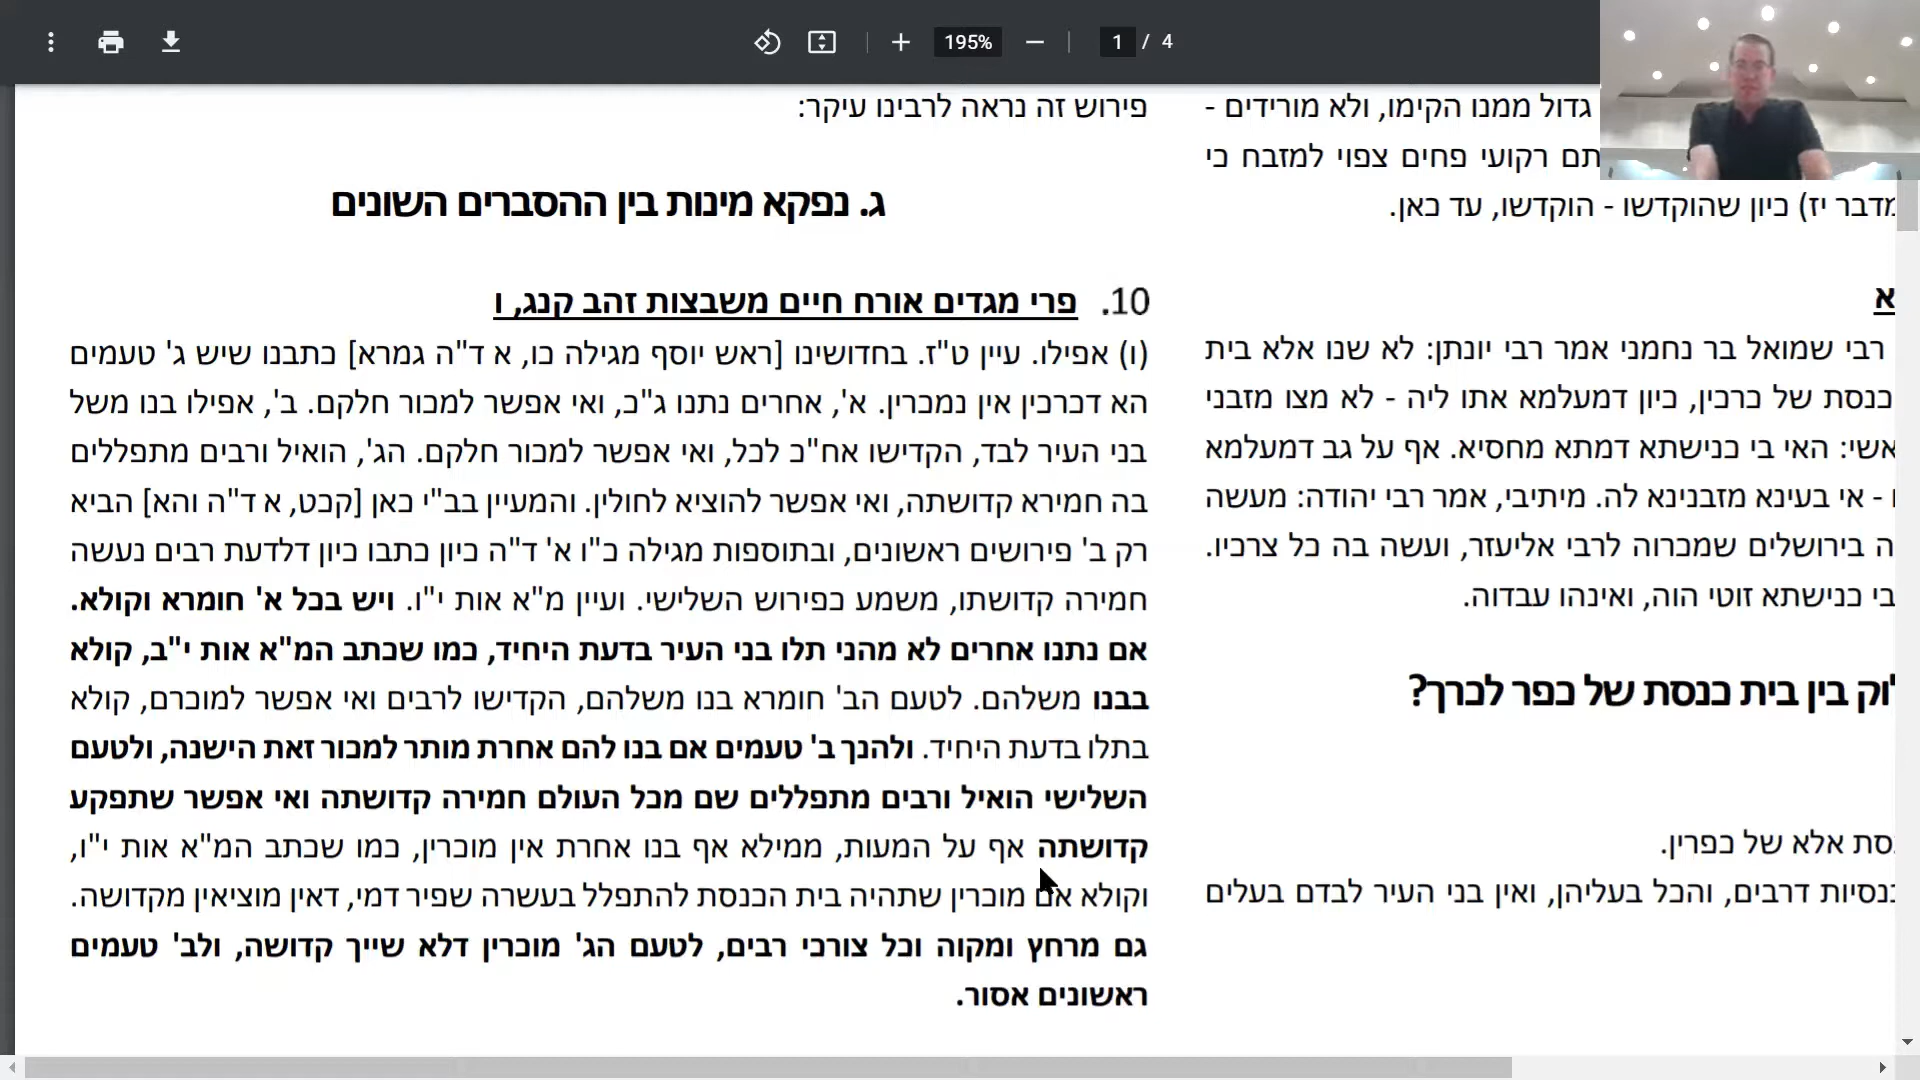 195%
1 / 4
גדול ממנו הקימו, ולא מורידים -
תם רקועי פחים צפוי למזבח כי
מדבר יז) כיון שהוקדשו - הוקדשו, עד כאן.
א
רבי שמואל בר נחמני אמר רבי יונתן: לא שנו אלא בית
כנסת של כרכין, כיון דמעלמא אתו ליה - לא מצו מזבני
אשי: האי בי כנישתא דמתא מחסיא. אף על גב דמעלמא
- אי בעינא מזבנינא לה. מיתיבי, אמר רבי יהודה: מעשה
ה בירושלים שמכרוה לרבי אליעזר, ועשה בה כל צרכיו.
בי כנישתא זוטי הוה, ואינהו עבדוה.
לוק בין בית כנסת של כפר לכרך?
נסת אלא של כפרין.
כנסיות דרבים, והכל בעליהן, ואין בני העיר לבדם בעלים
פירוש זה נראה לרבינו עיקר:
ג. נפקא מינות בין ההסברים השונים
10. פרי מגדים אורח חיים משבצות זהב קנג, ו
(ו) אפילו. עיין ט"ז. בחדושינו [ראש יוסף מגילה כו, א ד"ה גמרא] כתבנו שיש ג' טעמים
הא דכרכין אין נמכרין. א', אחרים נתנו ג"כ, ואי אפשר למכור חלקם. ב', אפילו בנו משל
בני העיר לבד, הקדישו אח"כ לכל, ואי אפשר למכור חלקם. הג', הואיל ורבים מתפללים
בה חמירא קדושתה, ואי אפשר להוציא לחולין. והמעיין בב"י כאן [קנט, א ד"ה והא] הביא
רק ב' פירושים ראשונים, ובתוספות מגילה כ"ו א' ד"ה כיון כתבו כיון דלדעת רבים נעשה
חמירה קדושתו, משמע כפירוש השלישי. ועיין מ"א אות י"ו. ויש בכל א' חומרא וקולא.
אם נתנו אחרים לא מהני תלו בני העיר בדעת היחיד, כמו שכתב המ"א אות י"ב, קולא
בבנו משלהם. לטעם הב' חומרא בנו משלהם, הקדישו לרבים ואי אפשר למוכרם, קולא
בתלו בדעת היחיד. ולהנך ב' טעמים אם בנו להם אחרת מותר למכור זאת הישנה, ולטעם
השלישי הואיל ורבים מתפללים שם מכל העולם חמירה קדושתה ואי אפשר שתפקע
קדושתה אף על המעות, ממילא אף בנו אחרת אין מוכרין, כמו שכתב המ"א אות י"ו,
וקולא אם מוכרין שתהיה בית הכנסת להתפלל בעשרה שפיר דמי, דאין מוציאין מקדושה.
גם מרחץ ומקוה וכל צורכי רבים, לטעם הג' מוכרין דלא שייך קדושה, ולב' טעמים
ראשונים אסור.